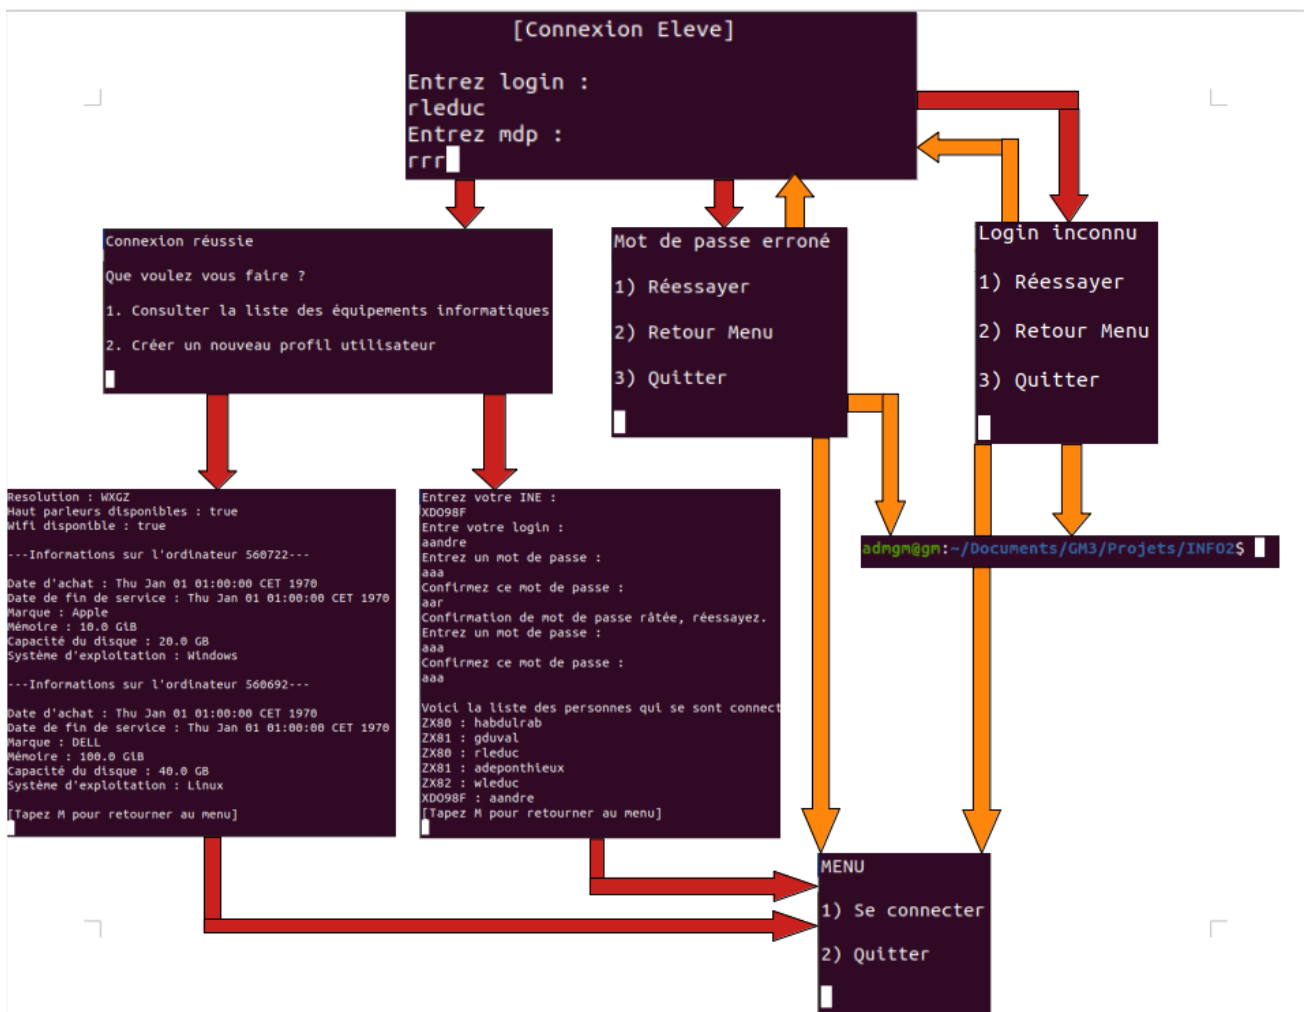 [Connexion Eleve]
Entrez login :
rleduc
Entrez mdp :
rrr
Connexion réussie
Que voulez vous faire ?
1. Consulter la liste des équipements informatiques
2. Créer un nouveau profil utilisateur
Mot de passe erroné
1) Réessayer
2) Retour Menu
3) Quitter
Login inconnu
1) Réessayer
2) Retour Menu
3) Quitter
Resolution : WXGZ
Haut parleurs disponibles : true
Wifi disponible : true
---Informations sur l'ordinateur 560722---
Date d'achat : Thu Jan 01 01:00:00 CET 1970
Date de fin de service : Thu Jan 01 01:00:00 CET 1970
Marque : Apple
Mémoire : 10.0 GiB
Capacité du disque : 20.0 GB
Système d'exploitation : Windows
---Informations sur l'ordinateur 560692---
Date d'achat : Thu Jan 01 01:00:00 CET 1970
Date de fin de service : Thu Jan 01 01:00:00 CET 1970
Marque : DELL
Mémoire : 100.0 GiB
Capacité du disque : 40.0 GB
Système d'exploitation : Linux
[Tapez M pour retourner au menu]
Entrez votre INE :
XDO98F
Entre votre login :
aandre
Entrez un mot de passe :
aaa
Confirmez ce mot de passe :
aar
Confirmation de mot de passe râtée, réessayez.
Entrez un mot de passe :
aaa
Confirmez ce mot de passe :
aaa
Voici la liste des personnes qui se sont connect
ZX80 : habdulrab
ZX81 : gduval
ZX80 : rleduc
ZX81 : adeponthieux
ZX82 : wleduc
XDO98F : aandre
[Tapez M pour retourner au menu]
admgm@gm:~/Documents/GM3/Projets/INFO2$
MENU
1) Se connecter
2) Quitter